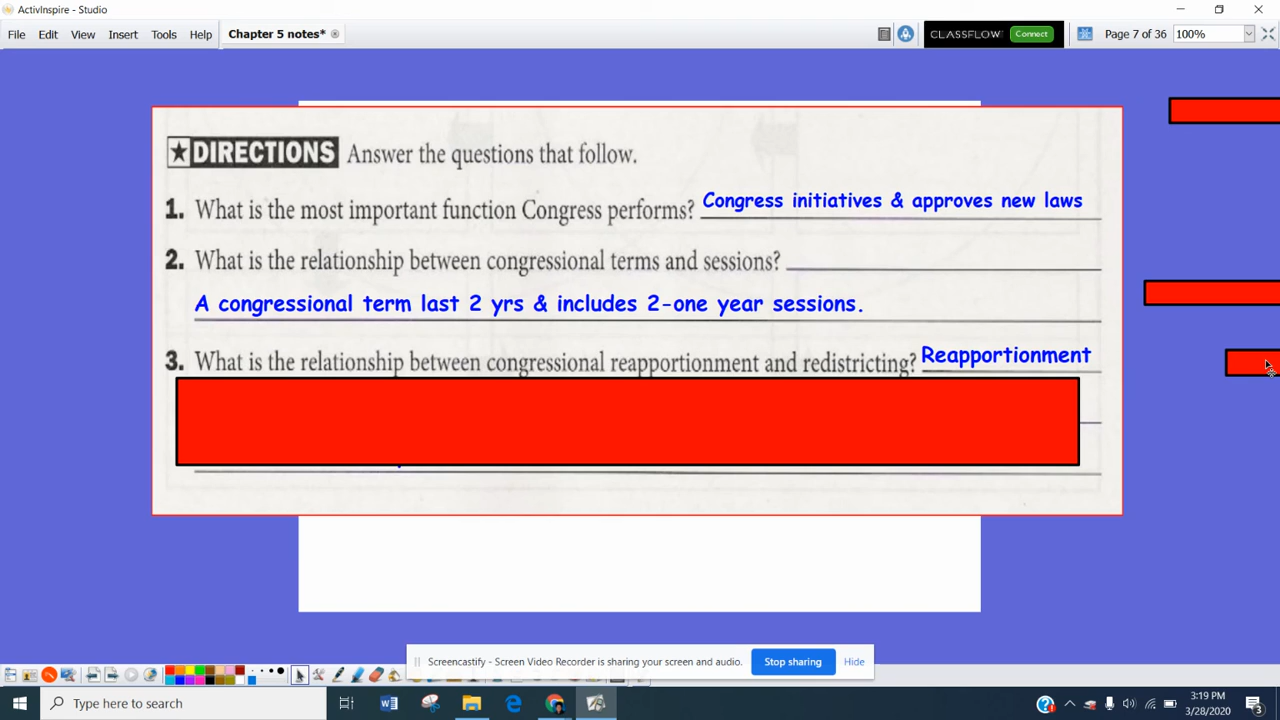 ActivInspire - Studio
File Edit View Insert Tools Help Chapter 5 notes* CLASSFLOW Connect Page 7 of 36 100%
★DIRECTIONS Answer the questions that follow.
1. What is the most important function Congress performs? Congress initiatives & approves new laws
2. What is the relationship between congressional terms and sessions?
A congressional term last 2 yrs & includes 2-one year sessions.
3. What is the relationship between congressional reapportionment and redistricting? Reapportionment
Screencastify - Screen Video Recorder is sharing your screen and audio. Stop sharing Hide
Type here to search
3:19 PM
3/28/2020
3